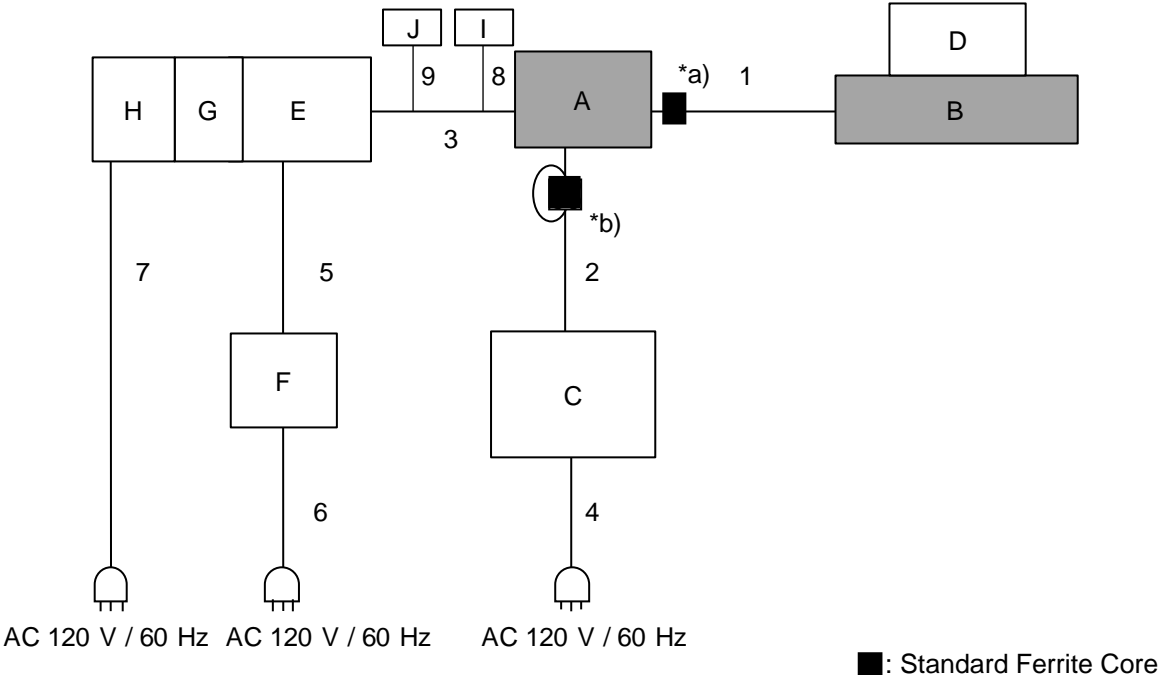 J I
D
*a) 1
9 8
A
H G E
B
3
*b)
7 5 2
F
C
6 4
AC 120 V / 60 Hz AC 120 V / 60 Hz AC 120 V / 60 Hz
: Standard Ferrite Core